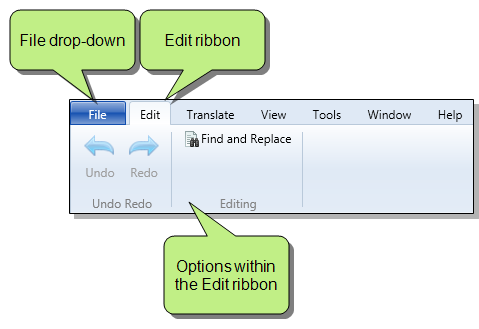 File drop-down
Edit ribbon
File Edit Translate View Tools Window Help
Find and Replace
Undo Redo
Undo Redo Editing
Options within
the Edit ribbon